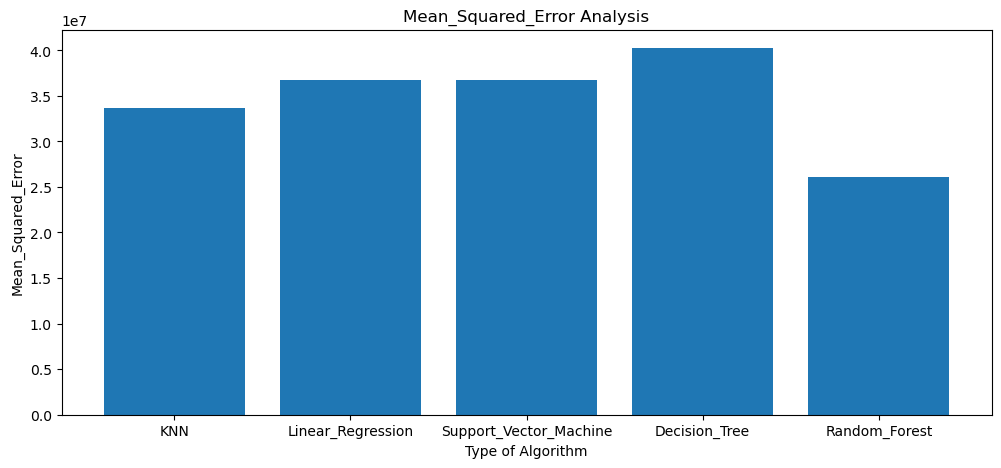 Mean_Squared_Error Analysis
1e7
4.0
3.5
3.0
2.5
2.0
1.5
1.0
0.5
0.0
Mean_Squared_Error
KNN Linear_Regression Support_Vector_Machine Decision_Tree Random_Forest
Type of Algorithm